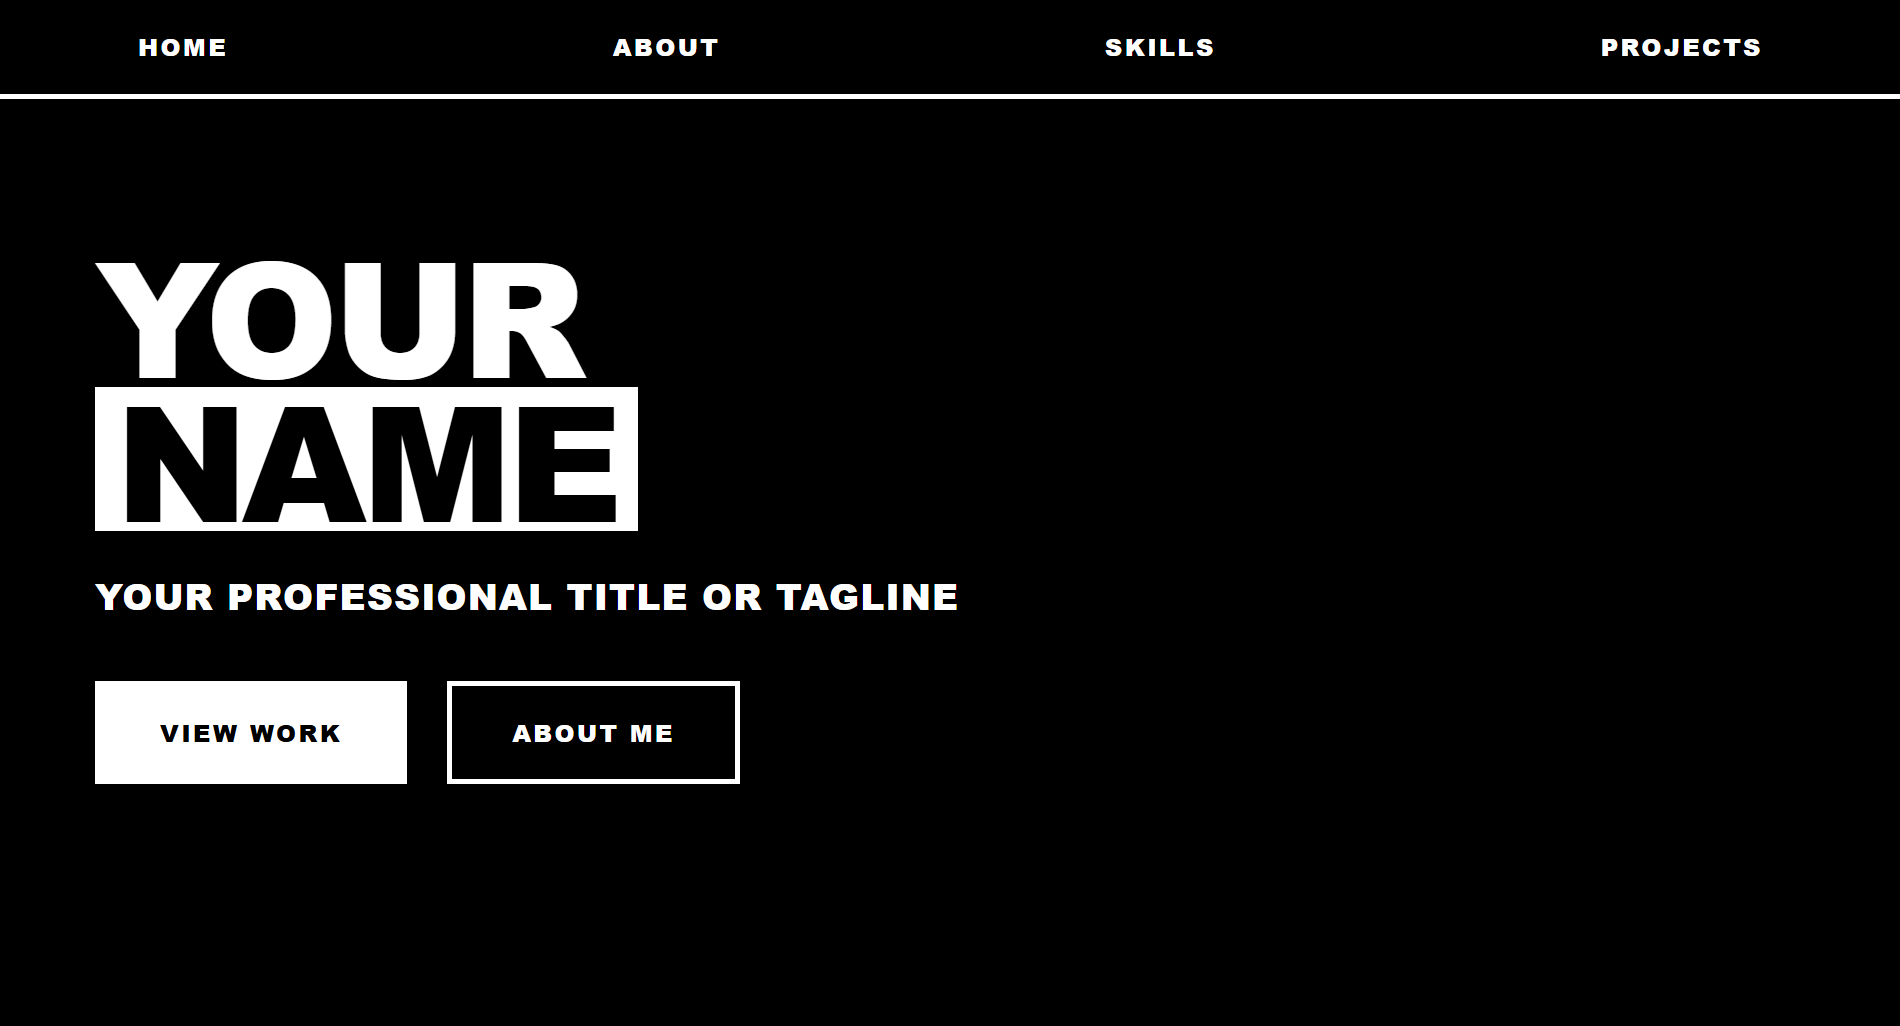 HOME ABOUT SKILLS PROJECTS
YOUR
NAME
YOUR PROFESSIONAL TITLE OR TAGLINE
VIEW WORK ABOUT ME